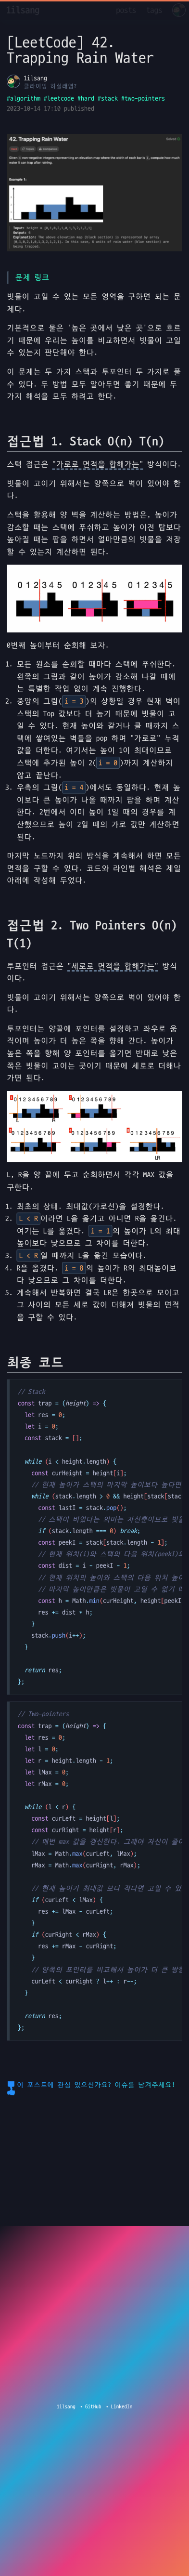 [LeetCode] 42.
Trapping Rain Water
1ilsang
클라이밍 하실래염?
#algorithm #leetcode #hard #stack #two-pointers
2023-10-14 17:18 published
42. Trapping Rain Water
Example 1:
문제 링크
빗물이 고일 수 있는 모든 영역을 구하면 되는 문
제다.
기본적으로 물은 '높은 곳에서 낮은 곳'으로 흐르
기 때문에 우리는 높이를 비교하면서 빗물이 고일
수 있는지 판단해야 한다.
이 문제는 두 가지 스택과 투포인터 두 가지로 풀
수 있다. 두 방법 모두 알아두면 좋기 때문에 두
가지 해석을 모두 하려고 한다.
접근법 1. Stack O(n) T(n)
스택 접근은 "가로로 면적을 합해가는" 방식이다.
빗물이 고이기 위해서는 양쪽으로 벽이 있어야 한
다.
스택을 활용해 양 벽을 계산하는 방법은, 높이가
감소할 때는 스택에 푸쉬하고 높이가 이전 탑보다
높아질 때는 팝을 하면서 얼마만큼의 빗물을 저장
할 수 있는지 계산하면 된다.
0 1 2 3 4 5 0 1 2 3 4 5 0 1 2 3 4 5
0번째 높이부터 순회해 보자.
1. 모든 원소를 순회할 때마다 스택에 푸쉬한다.
왼쪽의 그림과 같이 높이가 감소해 나갈 때에
는 특별한 작업 없이 계속 진행한다.
2. 중앙의 그림( i = 3 )의 상황일 경우 현재 벽이
스택의 Top 값보다 더 높기 때문에 빗물이 고
일 수 있다. 현재 높이와 같거나 클 때까지 스
택에 쌓여있는 벽들을 pop 하며 "가로로" 누적
값을 더한다. 여기서는 높이 1이 최대이므로
스택에 추가된 높이 2( i = 0 )까지 계산하지
않고 끝난다.
3. 우측의 그림( i = 4 )에서도 동일하다. 현재 높
이보다 큰 높이가 나올 때까지 팝을 하며 계산
한다. 2번에서 이미 높이 1일 때의 경우를 계
산했으므로 높이 2일 때의 가로 값만 계산하면
된다.
마지막 노드까지 위의 방식을 계속해서 하면 모든
면적을 구할 수 있다. 코드와 라인별 해석은 제일
아래에 작성해 두었다.
접근법 2. Two Pointers O(n)
T(1)
투포인터 접근은 "세로로 면적을 합해가는" 방식
이다.
빗물이 고이기 위해서는 양쪽으로 벽이 있어야 한
다.
투포인터는 양끝에 포인터를 설정하고 좌우로 움
직이며 높이가 더 높은 쪽을 향해 간다. 높이가
높은 쪽을 향해 양 포인터를 옮기면 반대로 낮은
쪽은 빗물이 고이는 곳이기 때문에 세로로 더해나
가면 된다.
L, R을 양 끝에 두고 순회하면서 각각 MAX 값을
구한다.
1. 최초의 상태. 최대값(가로선)을 설정한다.
2. L < R 이라면 L을 옮기고 아니면 R을 옮긴다.
여기는 L를 옮겼다. i = 1 의 높이가 L의 최대
높이보다 낮으므로 그 차이를 더한다.
3. L < R 일 때까지 L을 옮긴 모습이다.
4. R을 옮겼다. i = 8 의 높이가 R의 최대높이보
다 낮으므로 그 차이를 더했다.
5. 계속해서 반복하면 결국 LR은 한곳으로 모이고
그 사이의 모든 세로 값이 더해져 빗물의 면적
을 구할 수 있다.
최종 코드
// Stack
const trap = (height) => {
let res = 0;
let i = 0;
const stack = [];
while (i < height.length) {
const curHeight = height[i];
// 현재 높이가 스택의 마지막 높이보다 높다면
while (stack.length > 0 && height[stack[stac
const lastI = stack.pop();
// 스택이 비었다는 의미는 자신뿐이므로 빗물
if (stack.length === 0) break;
const peekI = stack[stack.length - 1];
// 현재 위치(i)와 스택의 다음 위치(peekI)의
const dist = i - peekI - 1;
// 현재 위치의 높이와 스택의 다음 위치 높이
// 마지막 높이만큼은 빗물이 고일 수 없기 때
const h = Math.min(curHeight, height[peekI
res += dist * h;
}
stack.push(i++);
}
return res;
};
// Two-pointers
const trap = (height) => {
let res = 0;
let l = 0;
let r = height.length - 1;
let lMax = 0;
let rMax = 0;
while (l < r) {
const curLeft = height[l];
const curRight = height[r];
// 매번 max 값을 갱신한다. 그래야 자신이 줄어
lMax = Math.max(curLeft, lMax);
rMax = Math.max(curRight, rMax);
// 현재 높이가 최대값 보다 작다면 고일 수 있
if (curLeft < lMax) {
res += lMax - curLeft;
}
if (curRight < rMax) {
res += rMax - curRight;
}
// 양쪽의 포인터를 비교해서 높이가 더 큰 방향
curLeft < curRight ? l++ : r--;
}
return res;
};
이 포스트에 관심 있으신가요? 이슈를 남겨주세요!
1ilsang • GitHub • LinkedIn